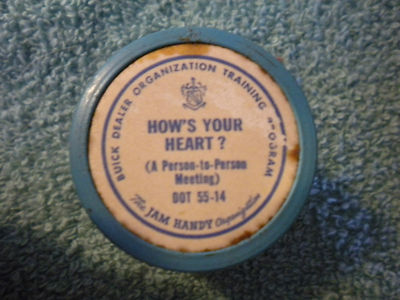 BUICK DEALER ORGANIZATION TRAINING PROGRAM
HOW'S YOUR
HEART?
(A Person-to-Person
Meeting)
DOT 55-14
The JAM HANDY Organization